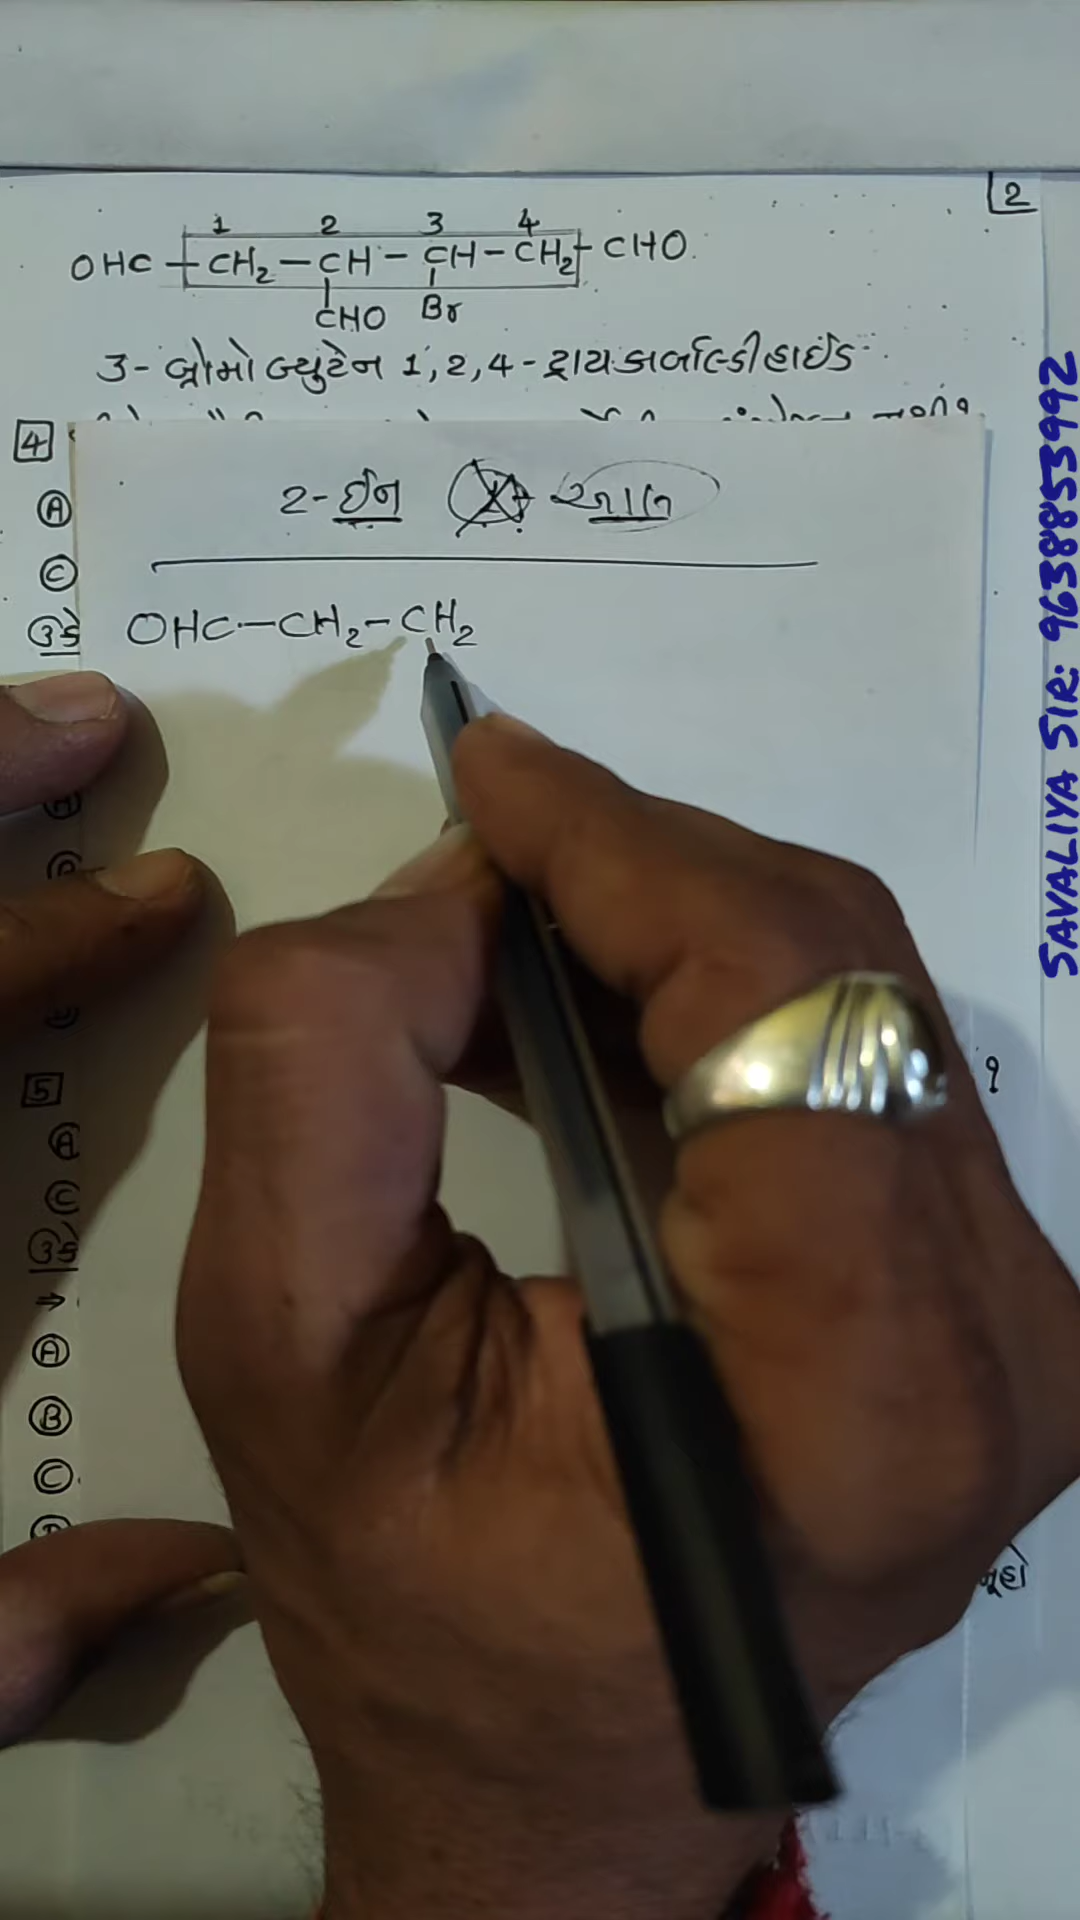 2
1 2 3 4
OHC - CH₂ - CH - CH - CH₂ - CHO.
CHO Br
3- બ્રોમો બ્યુટેન 1,2,4 - ટ્રાયકાર્બાલ્ડીહાઈડ
4
A
2 - ઈન
C
ઉકે
OHC - CH₂ - CH₂
5
A
C
ઉકે
⇒
A
B
C
SAVALIYA SIR: 9638853992